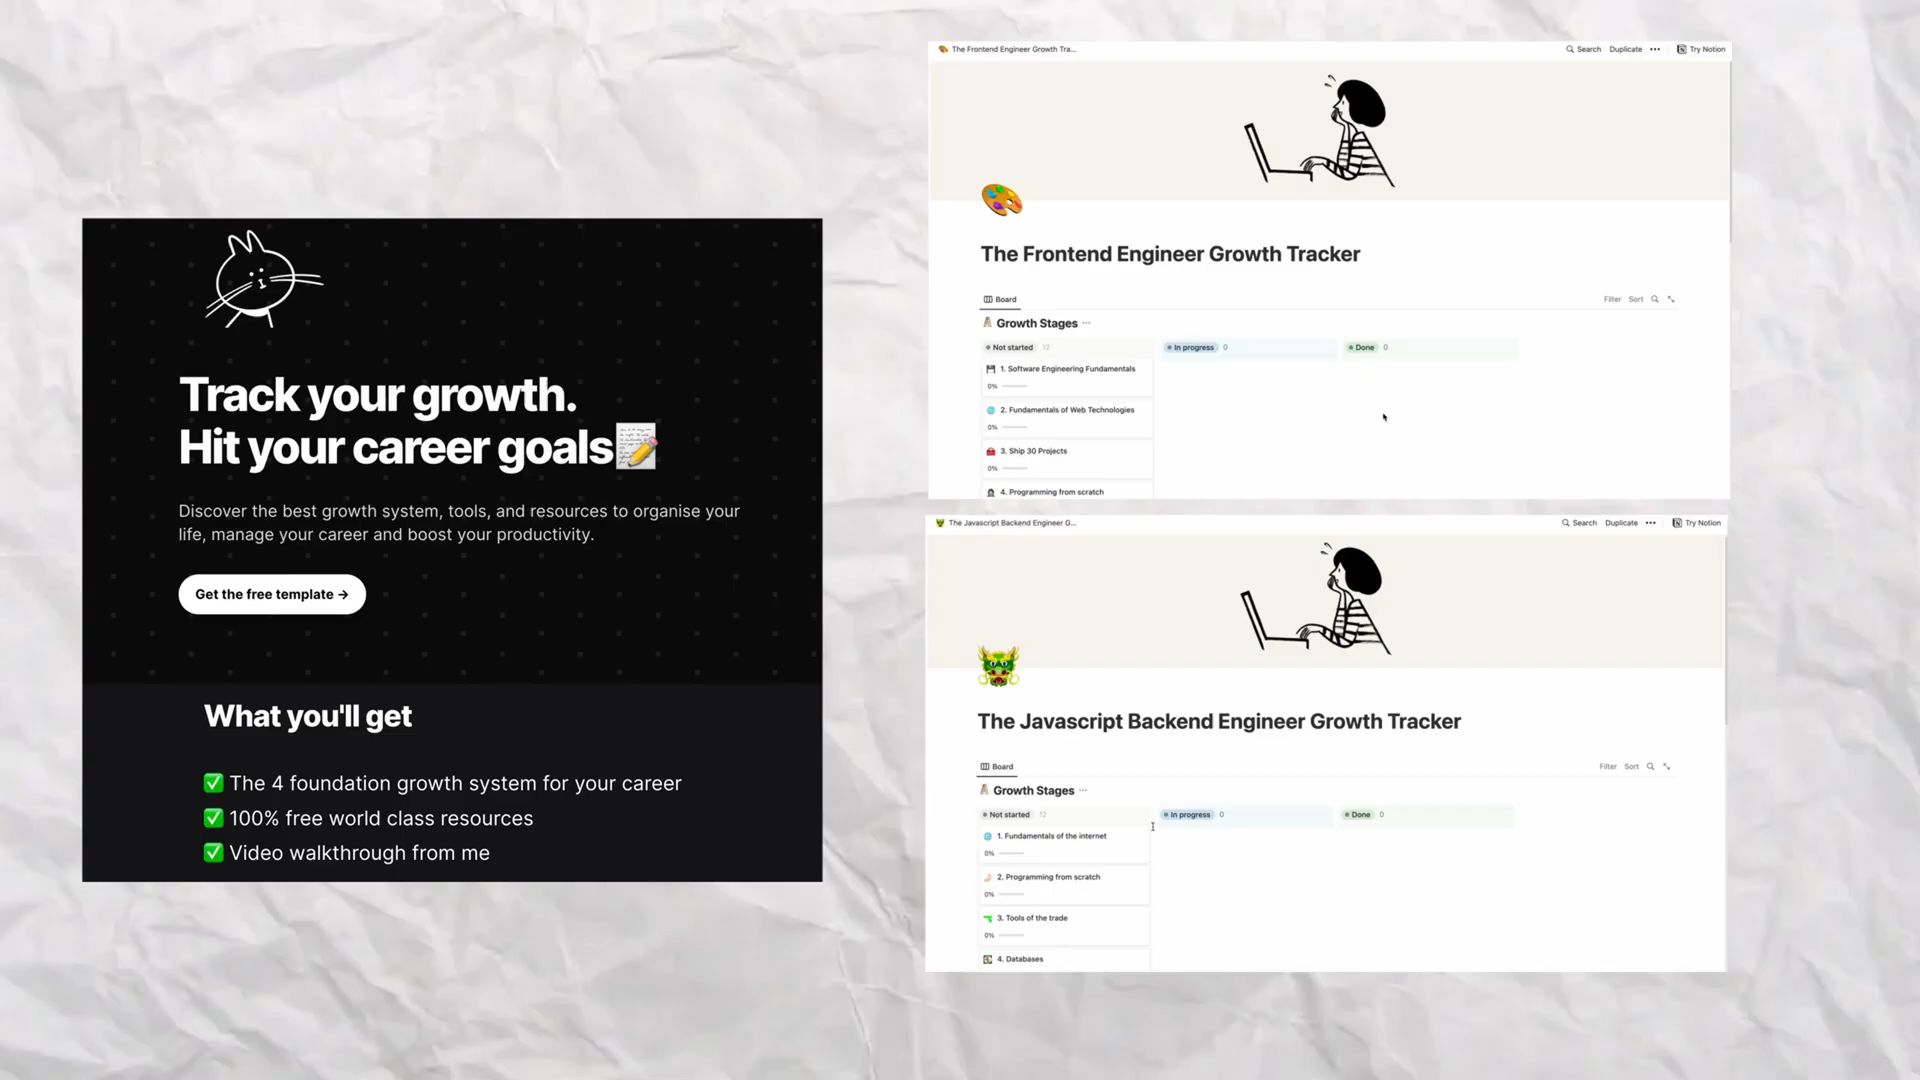 Track your growth.
Hit your career goals
Discover the best growth system, tools, and resources to organise your
life, manage your career and boost your productivity.
Get the free template →
What you'll get
The 4 foundation growth system for your career
100% free world class resources
Video walkthrough from me
The Frontend Engineer Growth Tra...
Search Duplicate ••• Try Notion
The Frontend Engineer Growth Tracker
Board
Filter Sort
Growth Stages ...
Not started 12 In progress 0 Done 0
1. Software Engineering Fundamentals
0%
2. Fundamentals of Web Technologies
0%
3. Ship 30 Projects
0%
4. Programming from scratch
The Javascript Backend Engineer G...
Search Duplicate ••• Try Notion
The Javascript Backend Engineer Growth Tracker
Board
Filter Sort
Growth Stages ...
Not started 12 In progress 0 Done 0
1. Fundamentals of the internet
0%
2. Programming from scratch
0%
3. Tools of the trade
0%
4. Databases